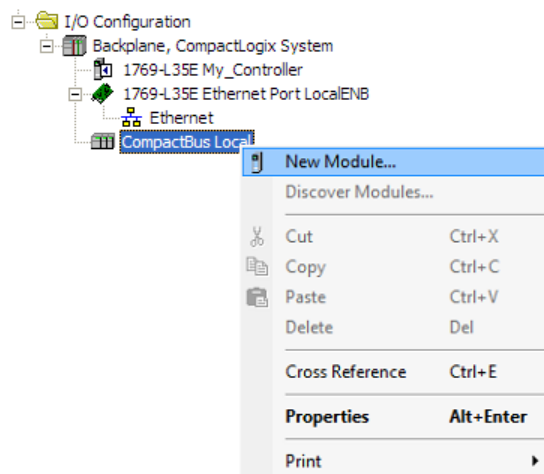 I/O Configuration
Backplane, CompactLogix System
1769-L35E My_Controller
1769-L35E Ethernet Port LocalENB
Ethernet
CompactBus Local
New Module...
Discover Modules...
Cut Ctrl+X
Copy Ctrl+C
Paste Ctrl+V
Delete Del
Cross Reference Ctrl+E
Properties Alt+Enter
Print